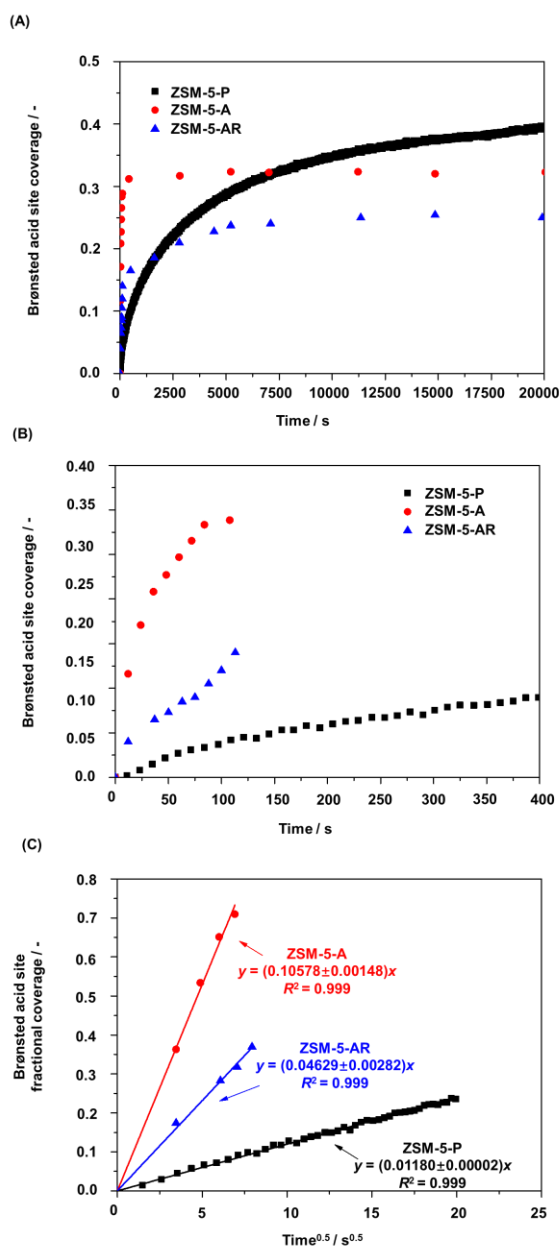 (A)
0.5
0.4
0.3
0.2
0.1
0.0
Brønsted acid site coverage / -
ZSM-5-P
ZSM-5-A
ZSM-5-AR
0 2500 5000 7500 10000 12500 15000 17500 20000
Time / s
(B)
0.40
0.35
0.30
0.25
0.20
0.15
0.10
0.05
0.0
Brønsted acid site coverage / -
ZSM-5-P
ZSM-5-A
ZSM-5-AR
0 50 100 150 200 250 300 350 400
Time / s
(C)
0.8
0.7
0.6
0.5
0.4
0.3
0.2
0.1
0.0
Brønsted acid site
fractional coverage / -
ZSM-5-A
y = (0.10578±0.00148)x
R² = 0.999
ZSM-5-AR
y = (0.04629±0.00282)x
R² = 0.999
ZSM-5-P
y = (0.01180±0.00002)x
R² = 0.999
0 5 10 15 20 25
Time⁰·⁵ / s⁰·⁵